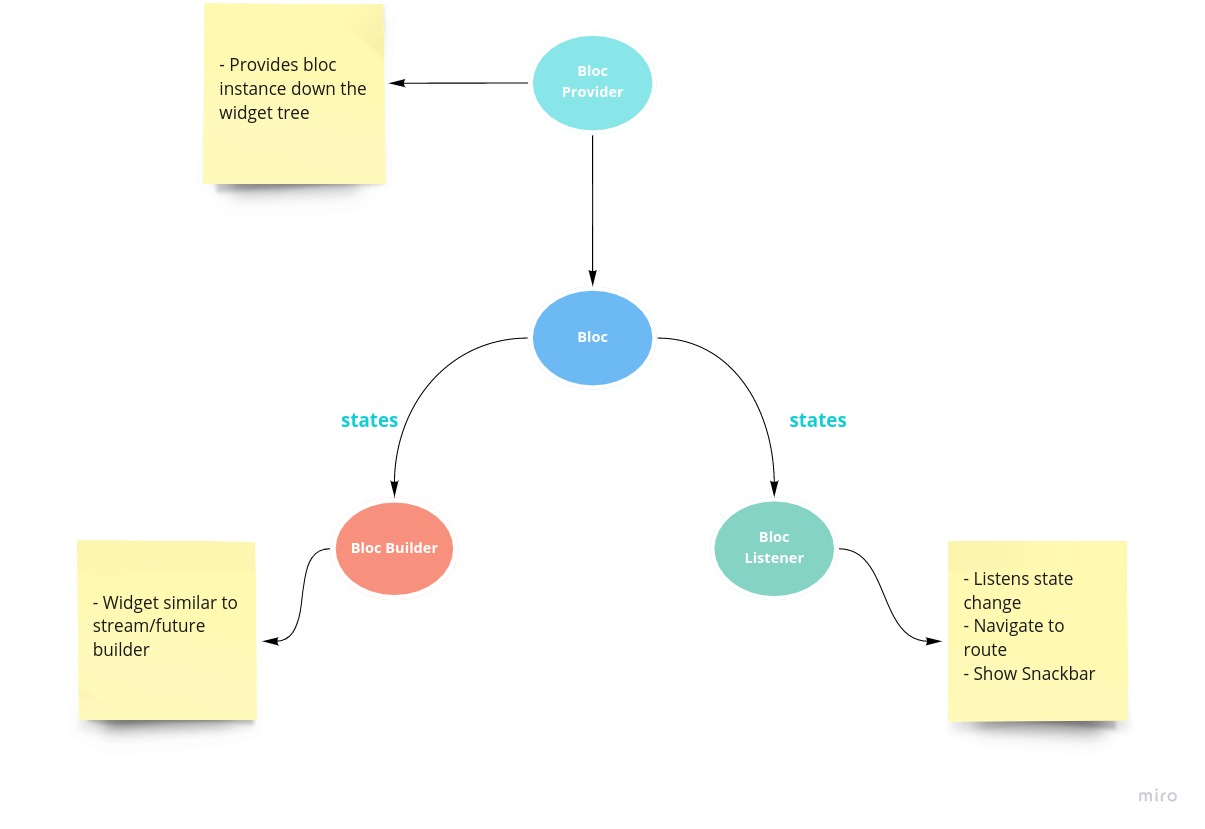 - Provides bloc
instance down the
widget tree
Bloc
Provider
Bloc
states
states
Bloc Builder
Bloc
Listener
- Widget similar to
stream/future
builder
- Listens state
change
- Navigate to
route
- Show Snackbar
miro